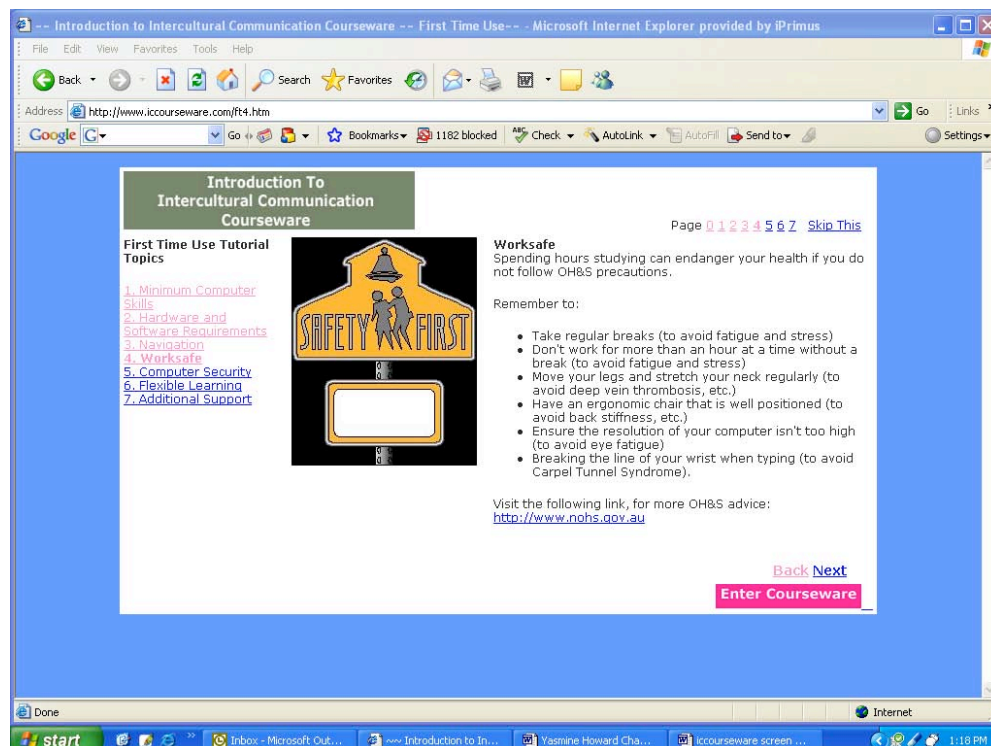 -- Introduction to Intercultural Communication Courseware -- First Time Use-- - Microsoft Internet Explorer provided by iPrimus
File Edit View Favorites Tools Help
Back Search Favorites
Address http://www.iccourseware.com/ft4.htm Go Links
Google G Go Bookmarks 1182 blocked ABC Check AutoLink AutoFill Send to Settings
Introduction To
Intercultural Communication
Courseware
Page 0 1 2 3 4 5 6 7 Skip This
First Time Use Tutorial
Topics
1. Minimum Computer
Skills
2. Hardware and
Software Requirements
3. Navigation
4. Worksafe
5. Computer Security
6. Flexible Learning
7. Additional Support
SAFETY FIRST
Worksafe
Spending hours studying can endanger your health if you do
not follow OH&S precautions.
Remember to:
• Take regular breaks (to avoid fatigue and stress)
• Don't work for more than an hour at a time without a
break (to avoid fatigue and stress)
• Move your legs and stretch your neck regularly (to
avoid deep vein thrombosis, etc.)
• Have an ergonomic chair that is well positioned (to
avoid back stiffness, etc.)
• Ensure the resolution of your computer isn't too high
(to avoid eye fatigue)
• Breaking the line of your wrist when typing (to avoid
Carpel Tunnel Syndrome).
Visit the following link, for more OH&S advice:
http://www.nohs.gov.au
Back Next
Enter Courseware
Done Internet
start Inbox - Microsoft Out... ~~ Introduction to In... Yasmine Howard Cha... iccourseware screen ... 1:18 PM